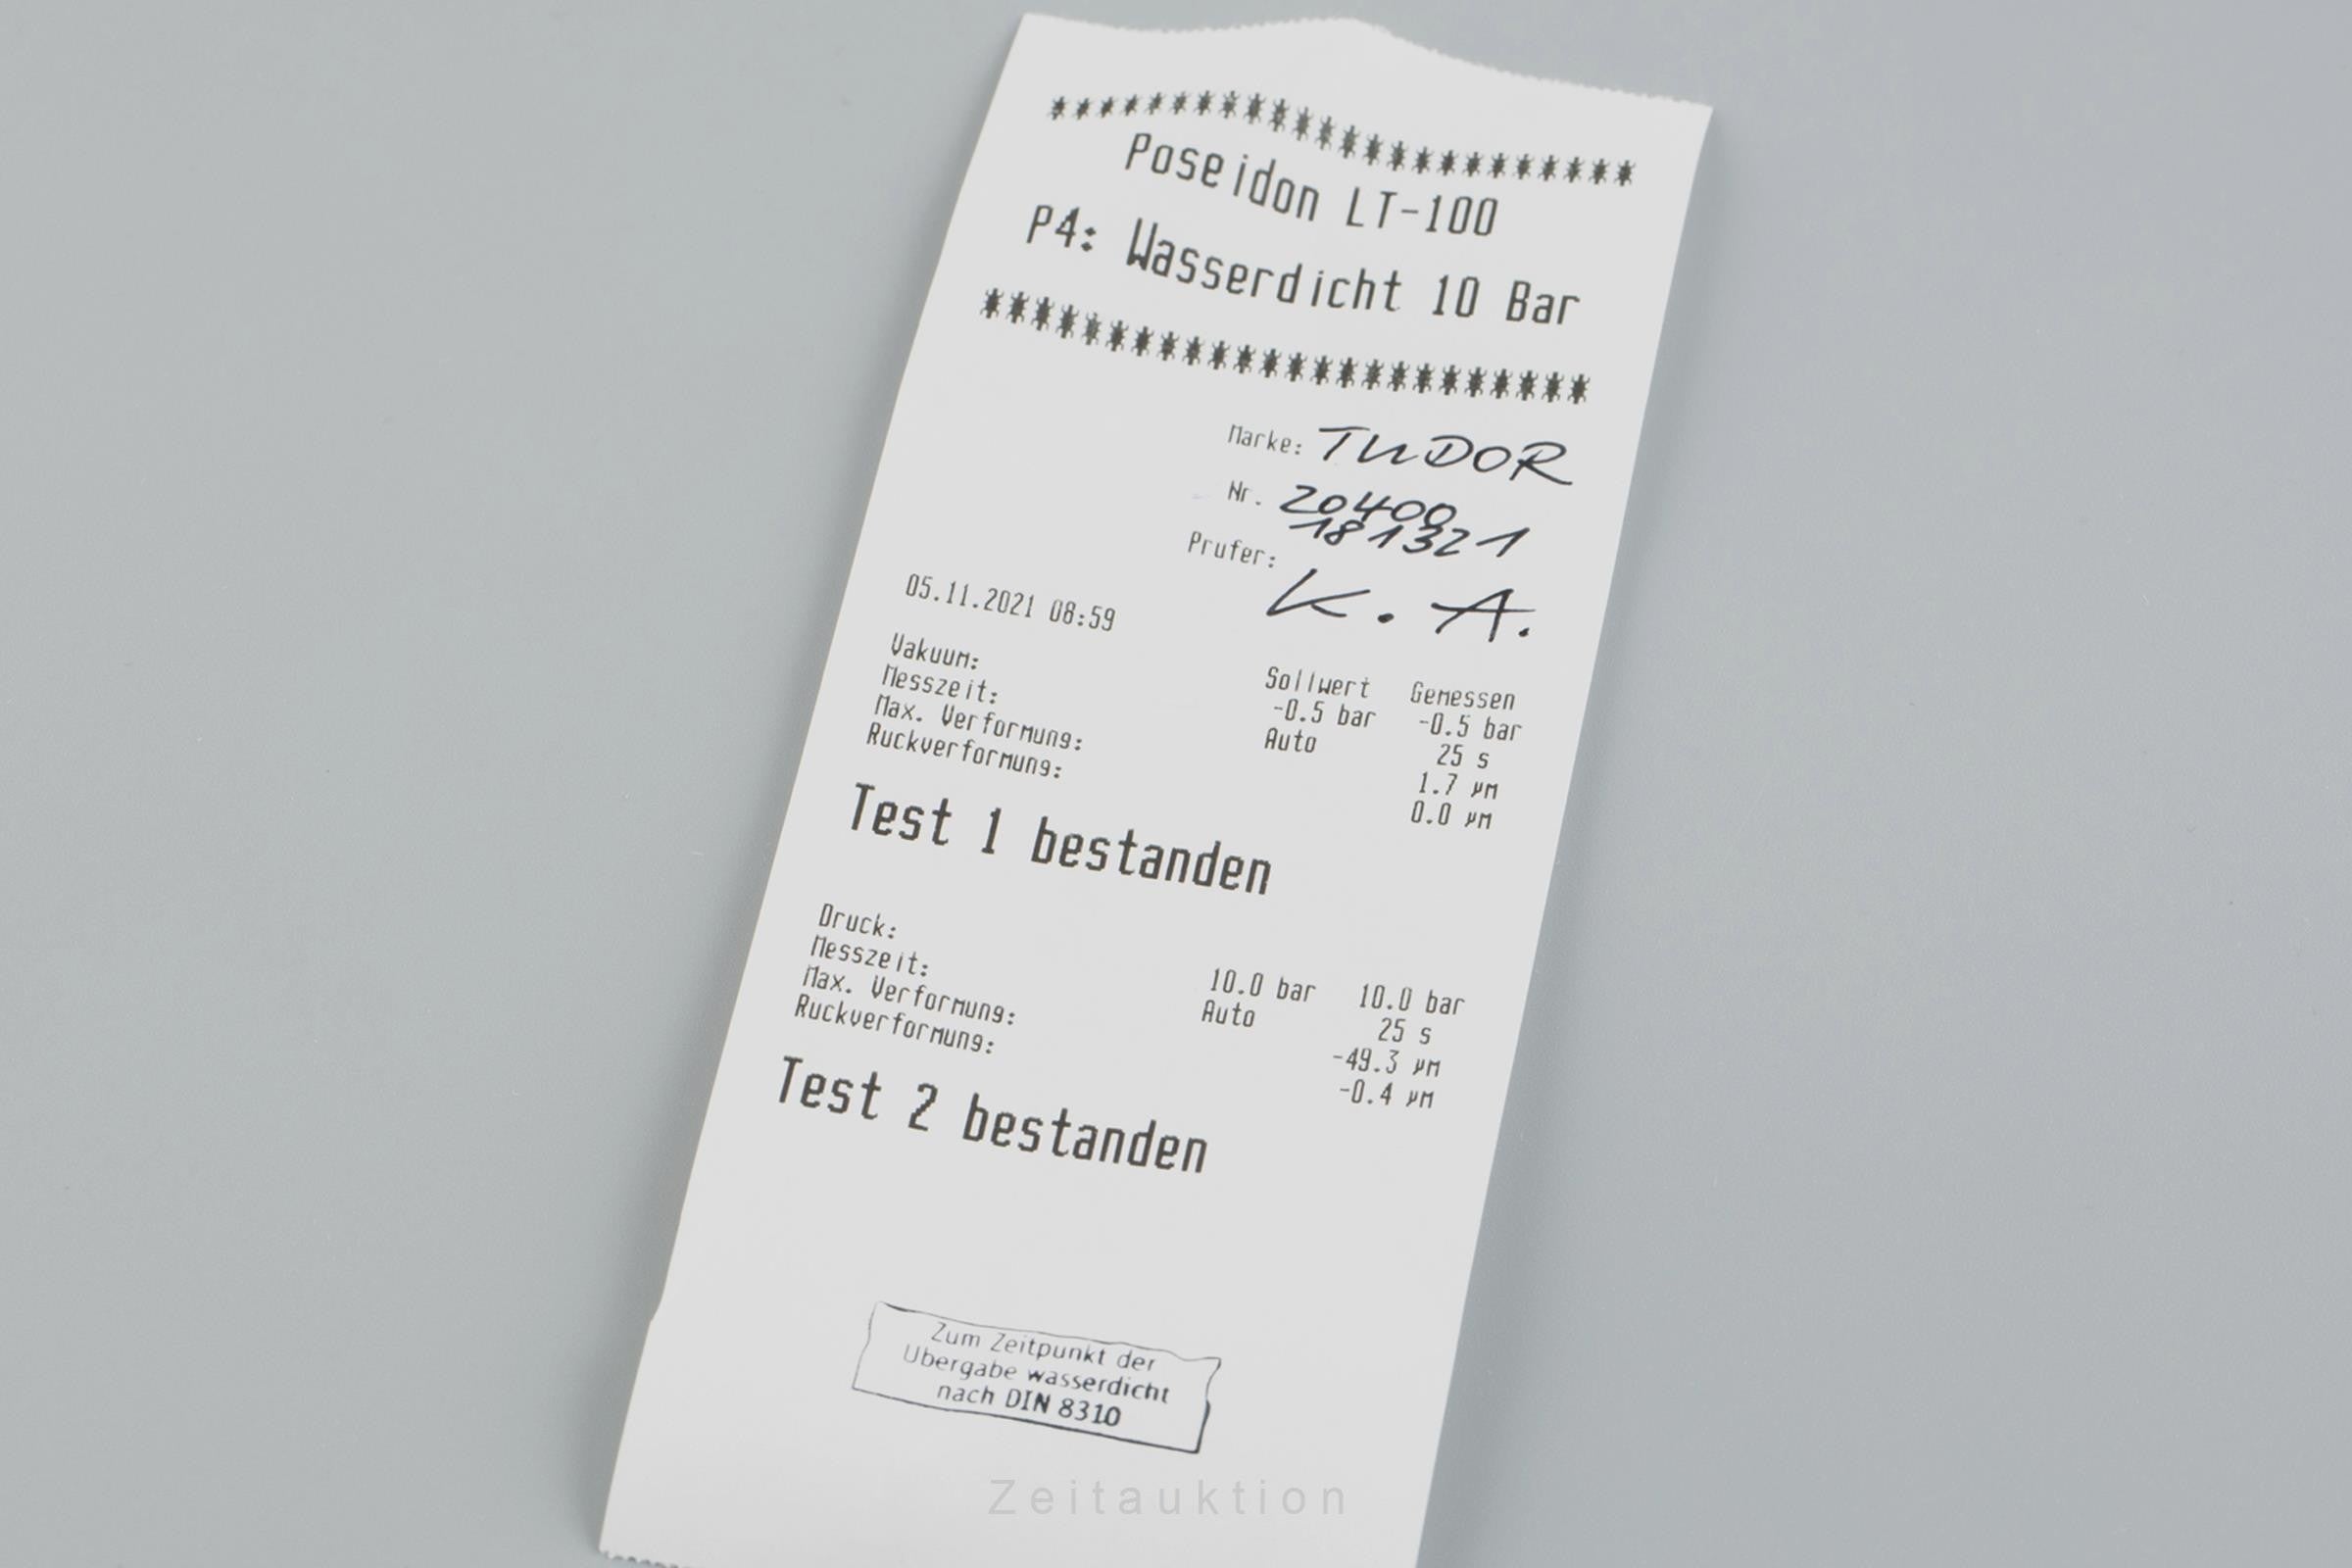 ************************
Poseidon LT-100
P4: Wasserdicht 10 Bar
************************
Marke: TUDOR
Nr. 20400
181321
Prufer: K. A.
05.11.2021 08:59
Sollwert Gemessen
Vakuum: -0.5 bar -0.5 bar
Messzeit: Auto 25 s
Max. Verformung: 1.7 µm
Ruckverformung: 0.0 µm
Test 1 bestanden
Druck: 10.0 bar 10.0 bar
Messzeit: Auto 25 s
Max. Verformung: -49.3 µm
Ruckverformung: -0.4 µm
Test 2 bestanden
Zum Zeitpunkt der
Übergabe wasserdicht
nach DIN 8310
Zeitauktion